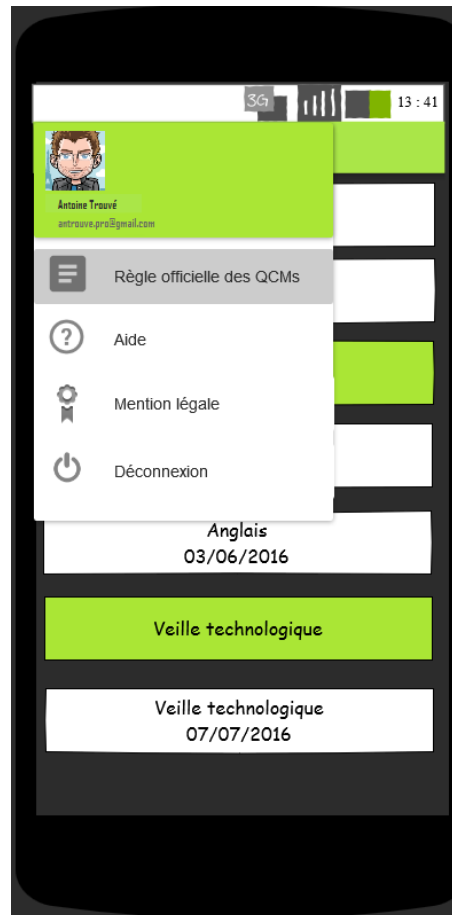 3G
13 : 41
Antoine Trouvé
antrouve.pro@gmail.com
Règle officielle des QCMs
Aide
Mention légale
Déconnexion
Anglais
03/06/2016
Veille technologique
Veille technologique
07/07/2016